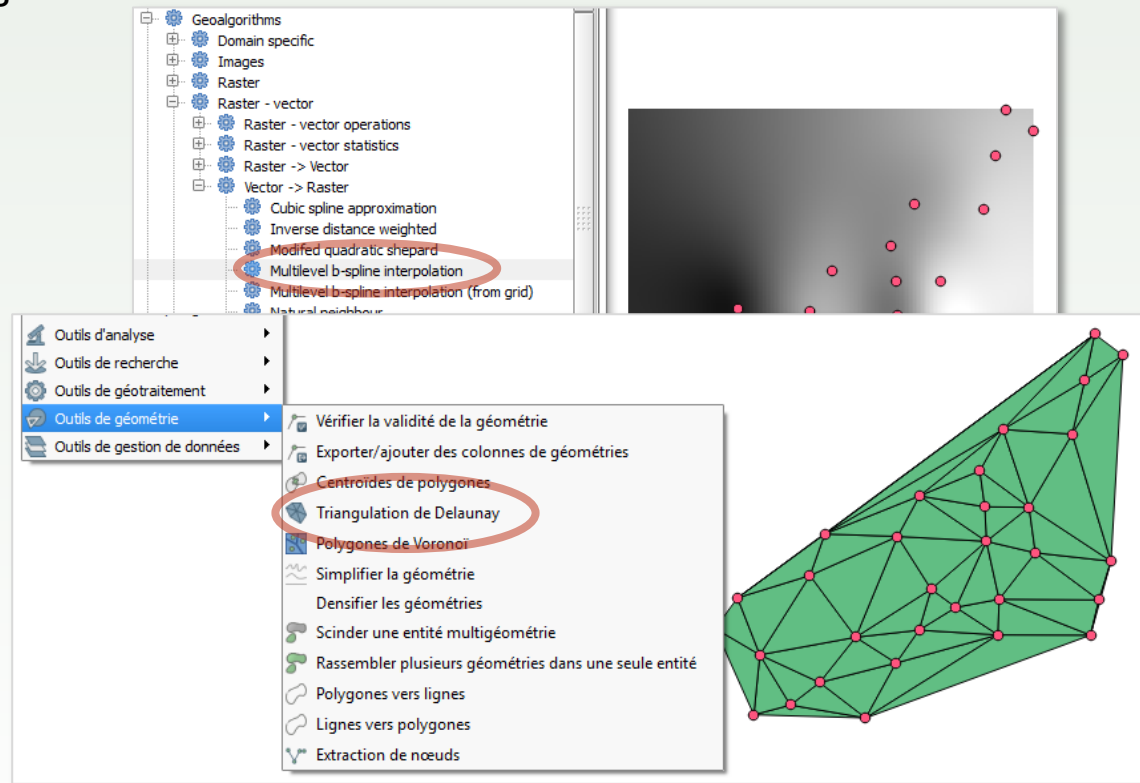 Geoalgorithms
Domain specific
Images
Raster
Raster - vector
Raster - vector operations
Raster - vector statistics
Raster -> Vector
Vector -> Raster
Cubic spline approximation
Inverse distance weighted
Modifed quadratic shepard
Multilevel b-spline interpolation
Multilevel b-spline interpolation (from grid)
Natural neighbour
Outils d'analyse
Outils de recherche
Outils de géotraitement
Outils de géométrie
Outils de gestion de données
Vérifier la validité de la géométrie
Exporter/ajouter des colonnes de géométries
Centroïdes de polygones
Triangulation de Delaunay
Polygones de Voronoï
Simplifier la géométrie
Densifier les géométries
Scinder une entité multigéométrie
Rassembler plusieurs géométries dans une seule entité
Polygones vers lignes
Lignes vers polygones
Extraction de nœuds